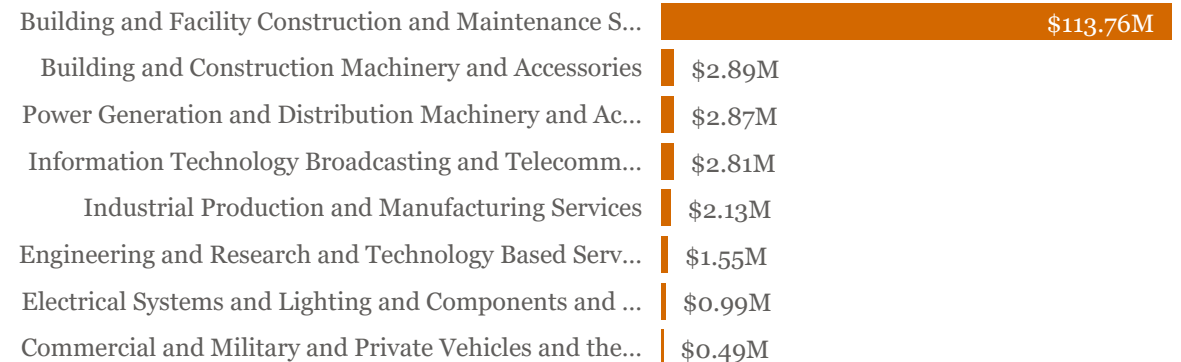 Building and Facility Construction and Maintenance S... $113.76M
Building and Construction Machinery and Accessories $2.89M
Power Generation and Distribution Machinery and Ac... $2.87M
Information Technology Broadcasting and Telecomm... $2.81M
Industrial Production and Manufacturing Services $2.13M
Engineering and Research and Technology Based Serv... $1.55M
Electrical Systems and Lighting and Components and ... $0.99M
Commercial and Military and Private Vehicles and the... $0.49M